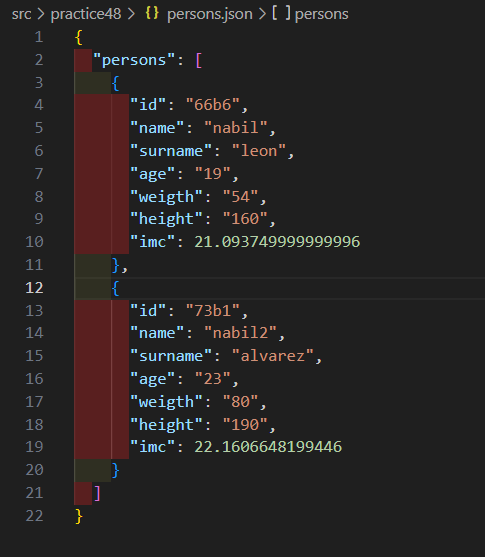 src > practice48 > {} persons.json > [ ] persons
1 {
2   "persons": [
3     {
4       "id": "66b6",
5       "name": "nabil",
6       "surname": "leon",
7       "age": "19",
8       "weigth": "54",
9       "height": "160",
10       "imc": 21.093749999999996
11     },
12     {
13       "id": "73b1",
14       "name": "nabil2",
15       "surname": "alvarez",
16       "age": "23",
17       "weigth": "80",
18       "height": "190",
19       "imc": 22.1606648199446
20     }
21   ]
22 }